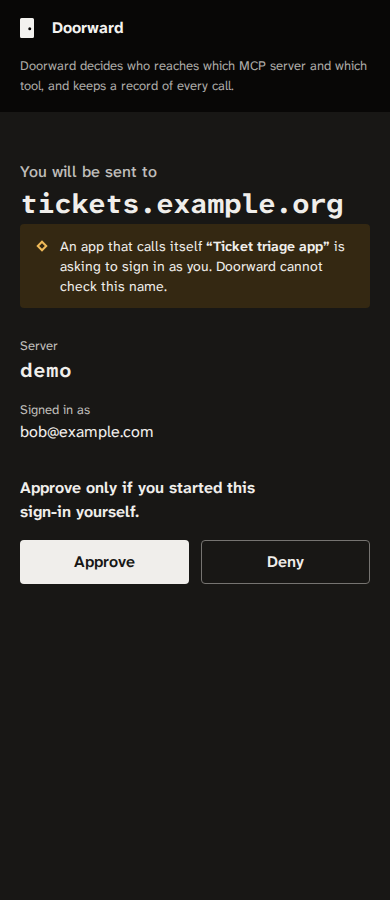 Doorward
Doorward decides who reaches which MCP server and which
tool, and keeps a record of every call.
You will be sent to
tickets.example.org
An app that calls itself “Ticket triage app” is
asking to sign in as you. Doorward cannot
check this name.
Server
demo
Signed in as
bob@example.com
Approve only if you started this
sign-in yourself.
Approve
Deny